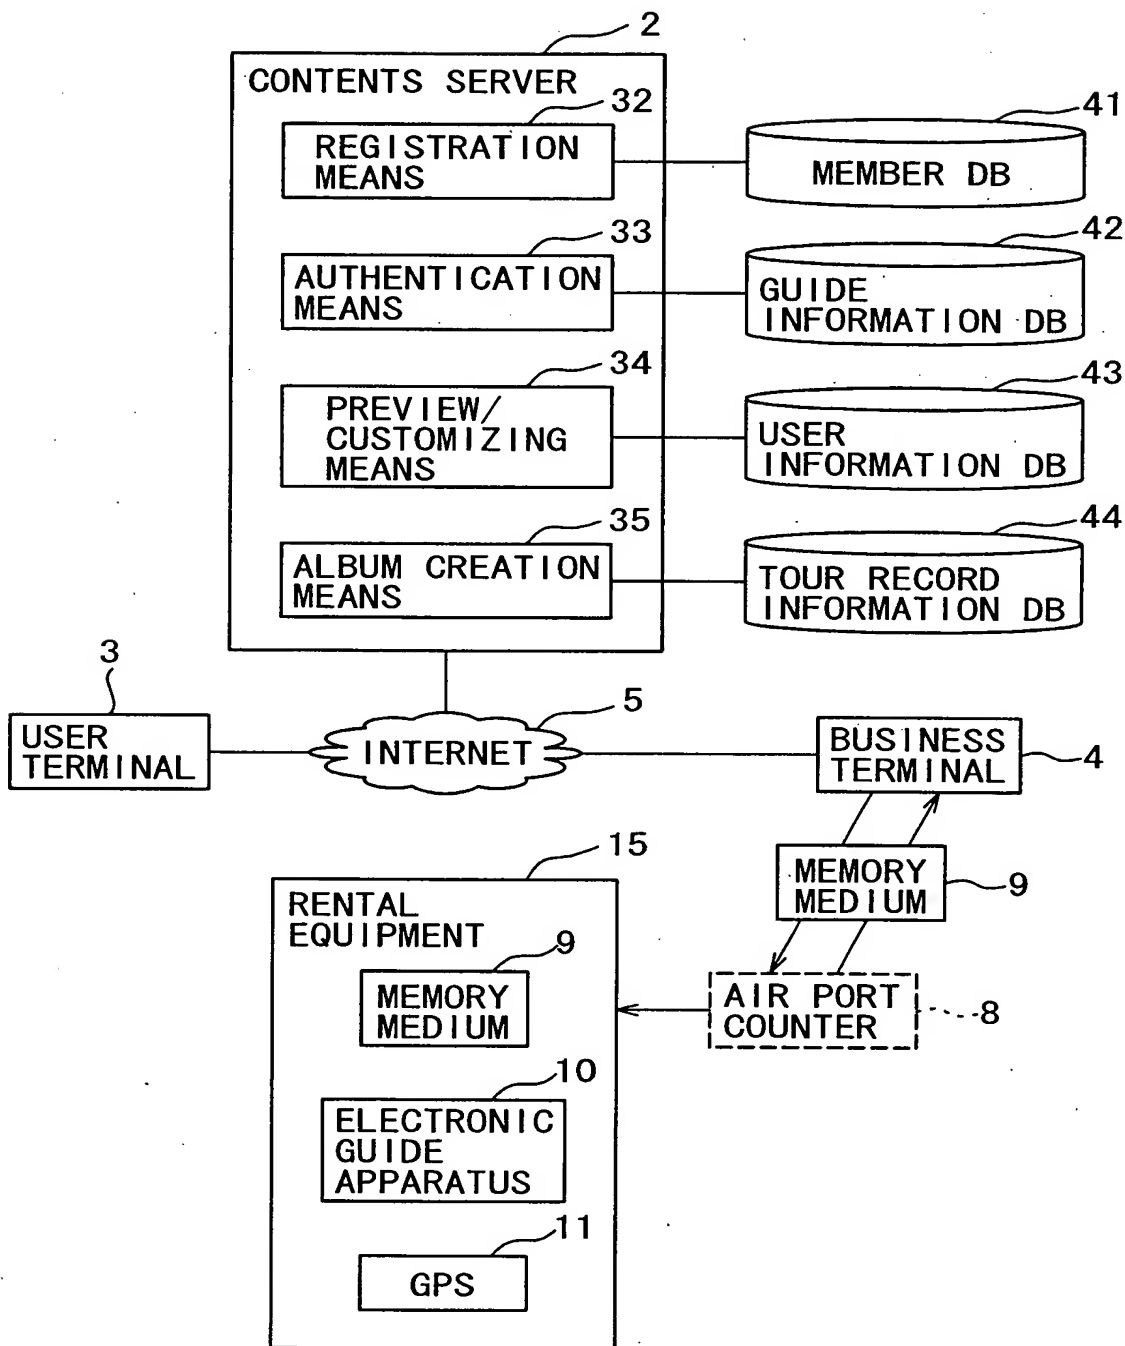 2
CONTENTS SERVER
32
REGISTRATION
MEANS
41
MEMBER DB
33
AUTHENTICATION
MEANS
42
GUIDE
INFORMATION DB
34
PREVIEW/
CUSTOMIZING
MEANS
43
USER
INFORMATION DB
35
ALBUM CREATION
MEANS
44
TOUR RECORD
INFORMATION DB
3
USER
TERMINAL
5
INTERNET
BUSINESS
TERMINAL
4
MEMORY
MEDIUM
9
AIR PORT
COUNTER
8
15
RENTAL
EQUIPMENT
9
MEMORY
MEDIUM
10
ELECTRONIC
GUIDE
APPARATUS
11
GPS